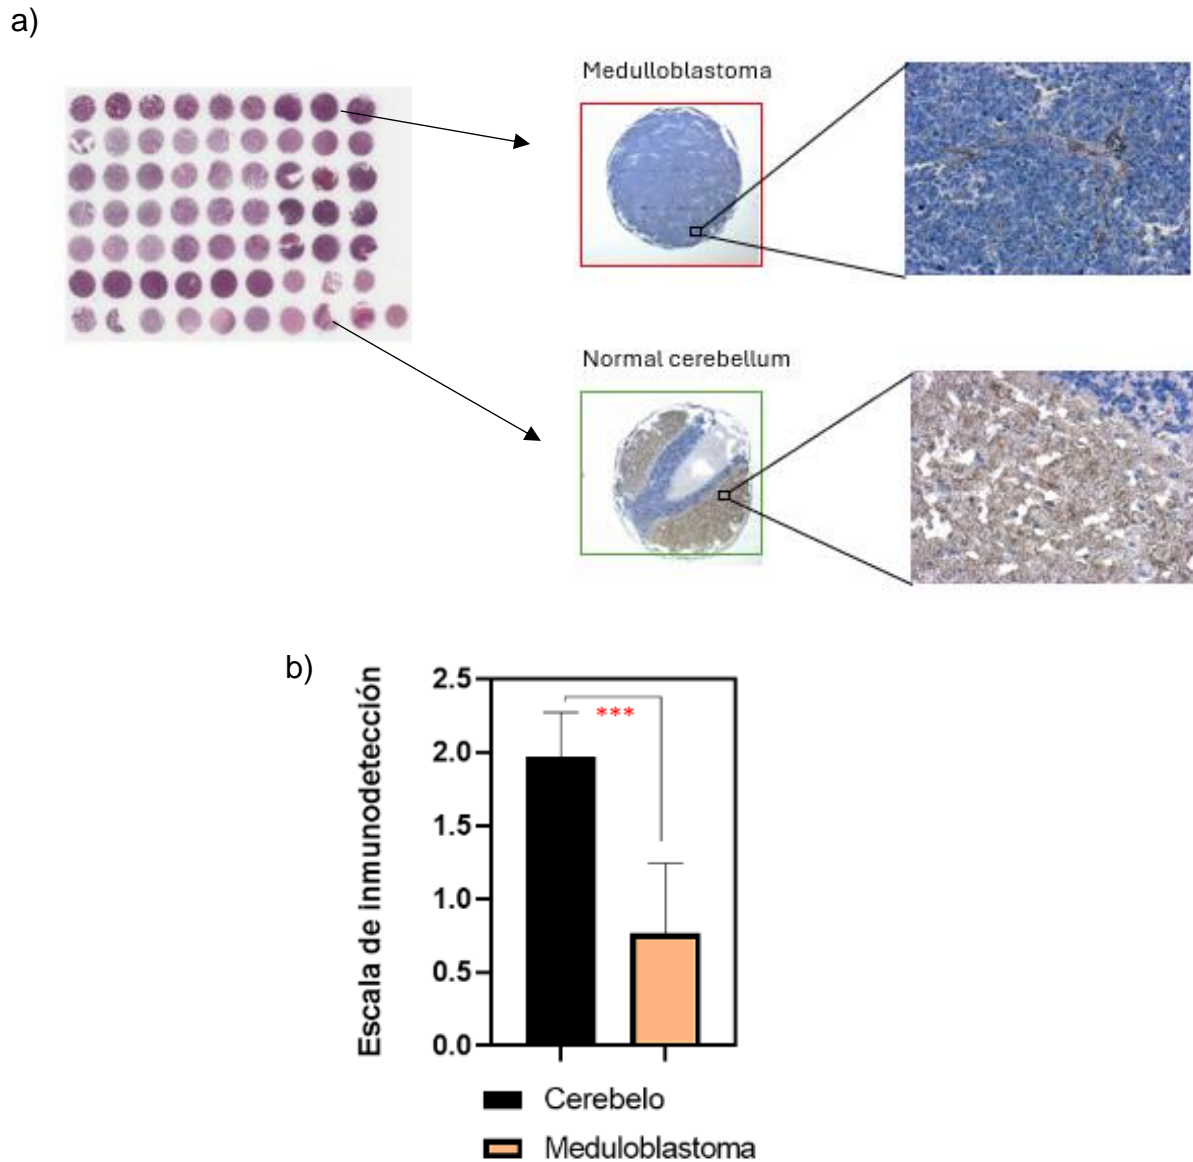 a)
Medulloblastoma
Normal cerebellum
b)
Escala de inmunodetección
2.5
2.0
1.5
1.0
0.5
0.0
***
Cerebelo
Meduloblastoma